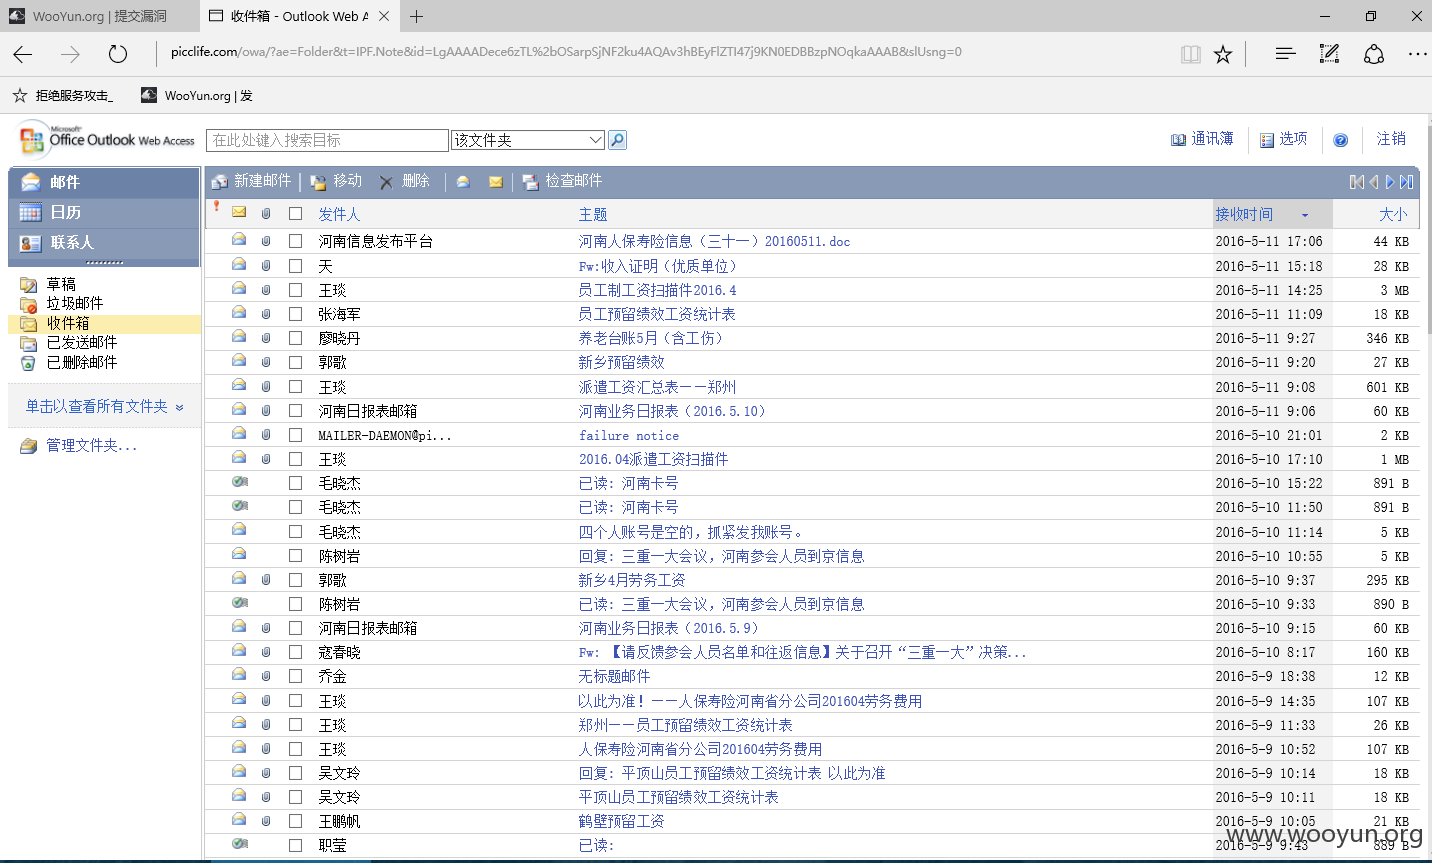 WooYun.org | 提交漏洞
收件箱 - Outlook Web A
picclife.com/owa/?ae=Folder&t=IPF.Note&id=LgAAAADece6zTL%2bOSarpSjNF2ku4AQAv3hBEyFlZTI47j9KN0EDBBzpNOqkaAAAB&slUsng=0
拒绝服务攻击_ WooYun.org | 发
Microsoft Office Outlook Web Access 在此处键入搜索目标 该文件夹 通讯簿 选项 注销
邮件
日历
联系人
草稿
垃圾邮件
收件箱
已发送邮件
已删除邮件
单击以查看所有文件夹
管理文件夹...
新建邮件 移动 删除 检查邮件
发件人 主题 接收时间 大小
河南信息发布平台 河南人保寿险信息（三十一）20160511.doc 2016-5-11 17:06 44 KB
天 Fw:收入证明（优质单位） 2016-5-11 15:18 28 KB
王琰 员工制工资扫描件2016.4 2016-5-11 14:25 3 MB
张海军 员工预留绩效工资统计表 2016-5-11 11:09 18 KB
廖晓丹 养老台账5月（含工伤） 2016-5-11 9:27 346 KB
郭歌 新乡预留绩效 2016-5-11 9:20 27 KB
王琰 派遣工资汇总表－－郑州 2016-5-11 9:08 601 KB
河南日报表邮箱 河南业务日报表（2016.5.10） 2016-5-11 9:06 60 KB
MAILER-DAEMON@pi... failure notice 2016-5-10 21:01 2 KB
王琰 2016.04派遣工资扫描件 2016-5-10 17:10 1 MB
毛晓杰 已读: 河南卡号 2016-5-10 15:22 891 B
毛晓杰 已读: 河南卡号 2016-5-10 11:50 891 B
毛晓杰 四个人账号是空的，抓紧发我账号。 2016-5-10 11:14 5 KB
陈树岩 回复: 三重一大会议，河南参会人员到京信息 2016-5-10 10:55 5 KB
郭歌 新乡4月劳务工资 2016-5-10 9:37 295 KB
陈树岩 已读: 三重一大会议，河南参会人员到京信息 2016-5-10 9:33 890 B
河南日报表邮箱 河南业务日报表（2016.5.9） 2016-5-10 9:15 60 KB
寇春晓 Fw: 【请反馈参会人员名单和往返信息】关于召开“三重一大”决策... 2016-5-10 8:17 160 KB
乔金 无标题邮件 2016-5-9 18:38 12 KB
王琰 以此为准！－－人保寿险河南省分公司201604劳务费用 2016-5-9 14:35 107 KB
王琰 郑州－－员工预留绩效工资统计表 2016-5-9 11:33 26 KB
王琰 人保寿险河南省分公司201604劳务费用 2016-5-9 10:52 107 KB
吴文玲 回复: 平顶山员工预留绩效工资统计表 以此为准 2016-5-9 10:14 18 KB
吴文玲 平顶山员工预留绩效工资统计表 2016-5-9 10:11 18 KB
王鹏帆 鹤壁预留工资 2016-5-9 10:05 21 KB
职莹 已读: 2016-5-9 9:43 889 B
www.wooyun.org